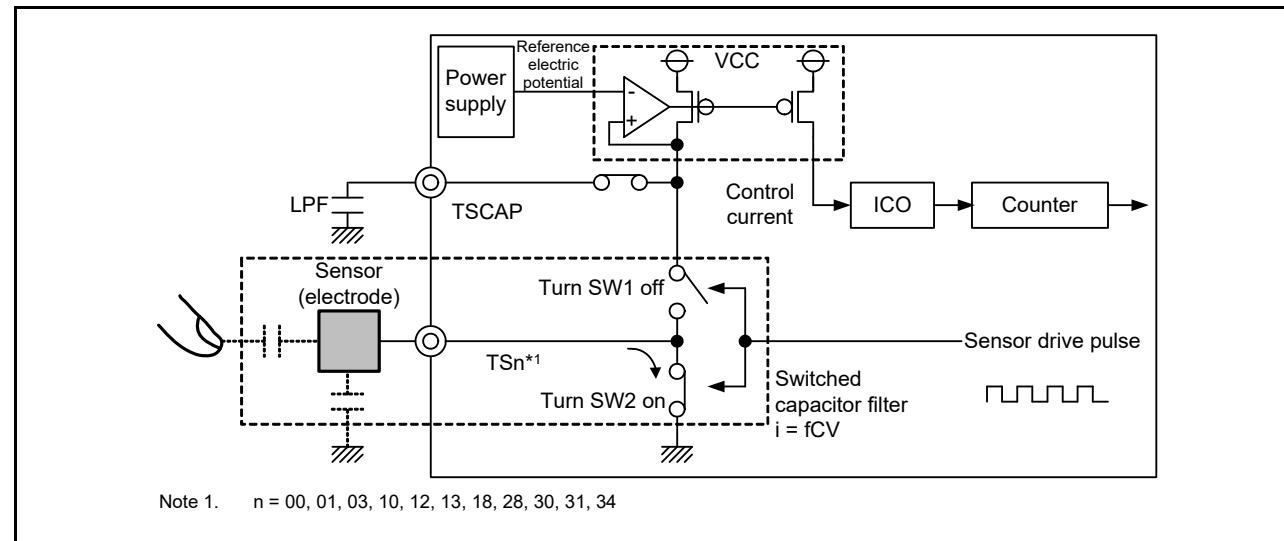 Reference
electric
potential
VCC
Power
supply
-
+
LPF
TSCAP
Control
current
ICO
Counter
Sensor
(electrode)
Turn SW1 off
TSn*1
Sensor drive pulse
Turn SW2 on
Switched
capacitor filter
i = fCV
Note 1. n = 00, 01, 03, 10, 12, 13, 18, 28, 30, 31, 34